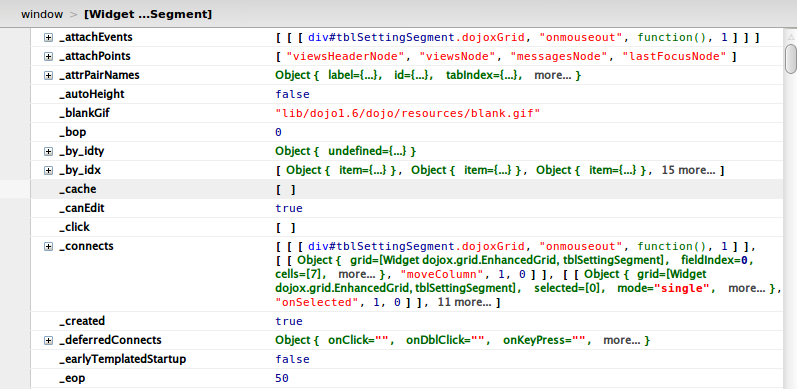 window > [Widget ...Segment]
_attachEvents [ [ [ div#tblSettingSegment.dojoxGrid, "onmouseout", function(), 1 ] ] ]
_attachPoints [ "viewsHeaderNode", "viewsNode", "messagesNode", "lastFocusNode" ]
_attrPairNames Object { label={...}, id={...}, tabIndex={...}, more... }
_autoHeight false
_blankGif "lib/dojo1.6/dojo/resources/blank.gif"
_bop 0
_by_idty Object { undefined={...} }
_by_idx [ Object { item={...} }, Object { item={...} }, Object { item={...} }, 15 more... ]
_cache [ ]
_canEdit true
_click [ ]
_connects [ [ [ div#tblSettingSegment.dojoxGrid, "onmouseout", function(), 1 ] ],
[ [ Object { grid=[Widget dojox.grid.EnhancedGrid, tblSettingSegment], fieldIndex=0,
cells=[7], more... }, "moveColumn", 1, 0 ] ], [ [ Object { grid=[Widget
dojox.grid.EnhancedGrid, tblSettingSegment], selected=[0], mode="single", more... },
"onSelected", 1, 0 ] ], 11 more... ]
_created true
_deferredConnects Object { onClick="", onDblClick="", onKeyPress="", more... }
_earlyTemplatedStartup false
_eop 50